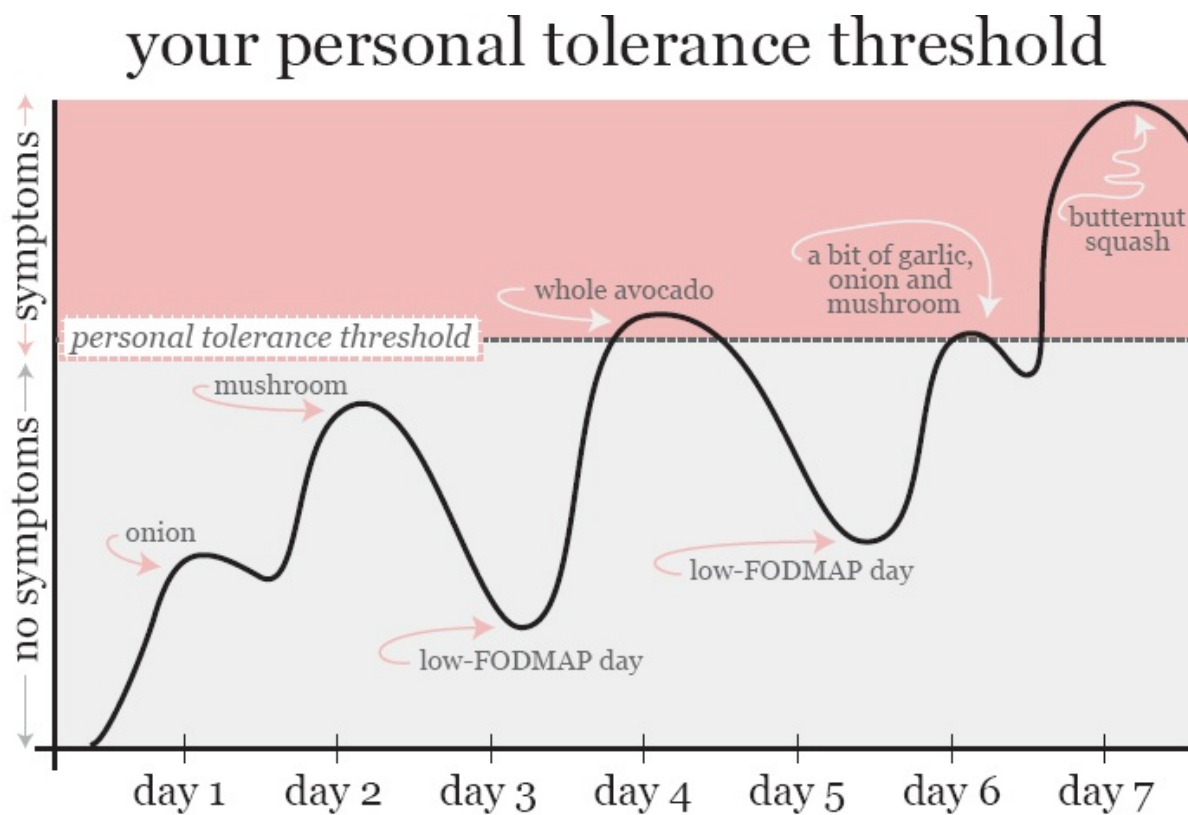 your personal tolerance threshold
symptoms
no symptoms
personal tolerance threshold
onion
mushroom
low-FODMAP day
whole avocado
low-FODMAP day
a bit of garlic,
onion and
mushroom
butternut
squash
day 1
day 2
day 3
day 4
day 5
day 6
day 7